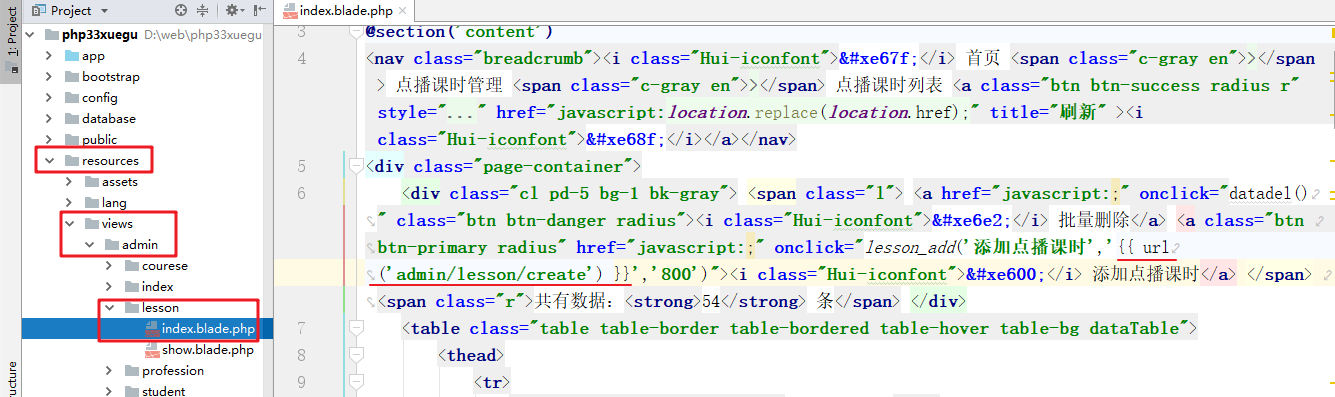 Project
index.blade.php
1: Project
php33xuegu D:\web\php33xuegu
app
bootstrap
config
database
public
resources
assets
lang
views
admin
courese
index
lesson
index.blade.php
show.blade.php
profession
student
ructure
3 @section('content')
4 <nav class="breadcrumb"><i class="Hui-iconfont">&#xe67f;</i> 首页 <span class="c-gray en">></span
> 点播课时管理 <span class="c-gray en">></span> 点播课时列表 <a class="btn btn-success radius r"
style="..." href="javascript:location.replace(location.href);" title="刷新" ><i
class="Hui-iconfont">&#xe68f;</i></a></nav>
5 <div class="page-container">
6 <div class="cl pd-5 bg-1 bk-gray"> <span class="l"> <a href="javascript:;" onclick="datadel()
" class="btn btn-danger radius"><i class="Hui-iconfont">&#xe6e2;</i> 批量删除</a> <a class="btn
btn-primary radius" href="javascript:;" onclick="lesson_add('添加点播课时','{{ url
('admin/lesson/create') }}','800')"><i class="Hui-iconfont">&#xe600;</i> 添加点播课时</a> </span>
<span class="r">共有数据：<strong>54</strong> 条</span> </div>
7 <table class="table table-border table-bordered table-hover table-bg dataTable">
8 <thead>
9 <tr>